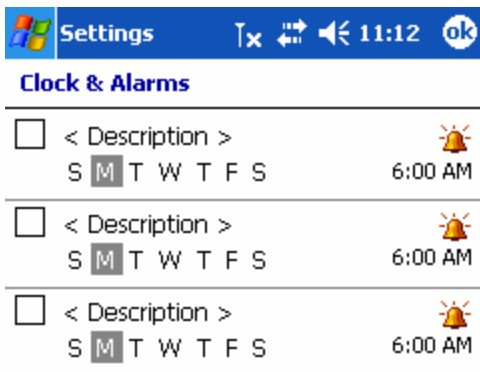 Settings 11:12 ok
Clock & Alarms
< Description >
S M T W T F S 6:00 AM
< Description >
S M T W T F S 6:00 AM
< Description >
S M T W T F S 6:00 AM